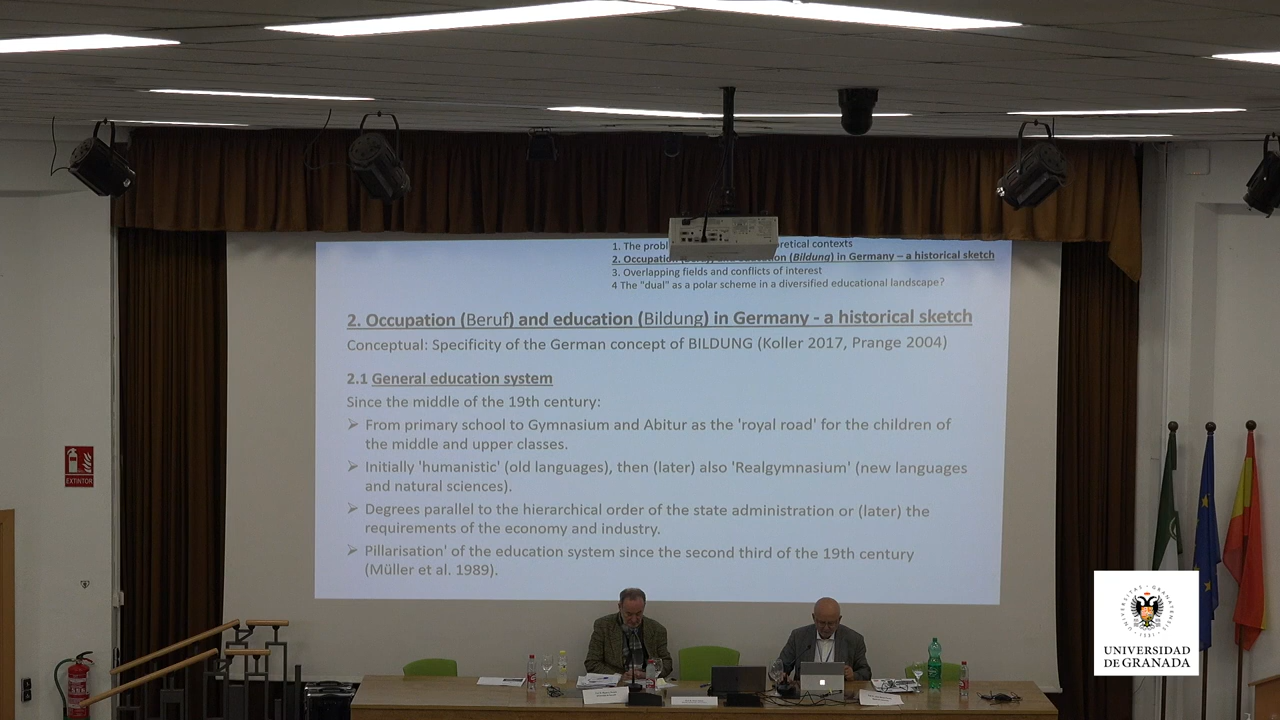 1. The probl retical contexts
2. Occupation (Beruf) and education (Bildung) in Germany – a historical sketch
3. Overlapping fields and conflicts of interest
4 The "dual" as a polar scheme in a diversified educational landscape?
2. Occupation (Beruf) and education (Bildung) in Germany - a historical sketch
Conceptual: Specificity of the German concept of BILDUNG (Koller 2017, Prange 2004)
2.1 General education system
Since the middle of the 19th century:
➤ From primary school to Gymnasium and Abitur as the 'royal road' for the children of
the middle and upper classes.
➤ Initially 'humanistic' (old languages), then (later) also 'Realgymnasium' (new languages
and natural sciences).
➤ Degrees parallel to the hierarchical order of the state administration or (later) the
requirements of the economy and industry.
➤ Pillarisation' of the education system since the second third of the 19th century
(Müller et al. 1989).
EXTINTOR
UNIVERSIDAD
DE GRANADA